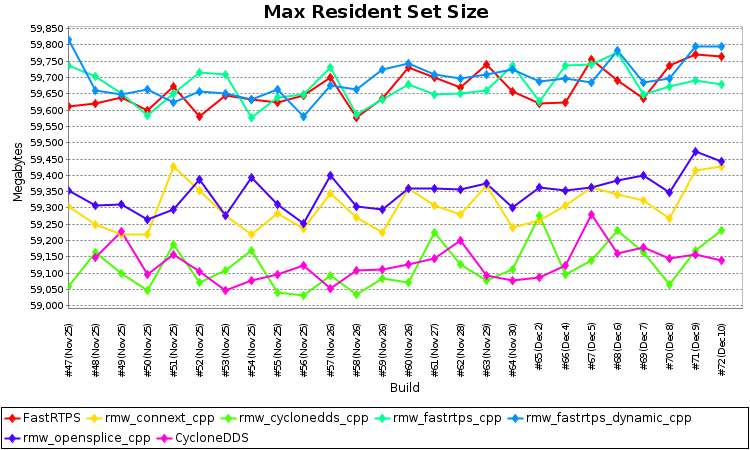 Max Resident Set Size
Megabytes
59,850
59,800
59,750
59,700
59,650
59,600
59,550
59,500
59,450
59,400
59,350
59,300
59,250
59,200
59,150
59,100
59,050
59,000
#47(Nov 25)
#48(Nov 25)
#49(Nov 25)
#50(Nov 25)
#51(Nov 25)
#52(Nov 25)
#53(Nov 25)
#54(Nov 25)
#55(Nov 26)
#56(Nov 26)
#57(Nov 26)
#58(Nov 26)
#59(Nov 26)
#60(Nov 26)
#61(Nov 27)
#62(Nov 28)
#63(Nov 29)
#64(Nov 30)
#65(Dec 2)
#66(Dec 4)
#67(Dec 5)
#68(Dec 6)
#69(Dec 7)
#70(Dec 8)
#71(Dec 9)
#72(Dec 10)
Build
FastRTPS rmw_connext_cpp rmw_cyclonedds_cpp rmw_fastrtps_cpp rmw_fastrtps_dynamic_cpp
rmw_opensplice_cpp CycloneDDS